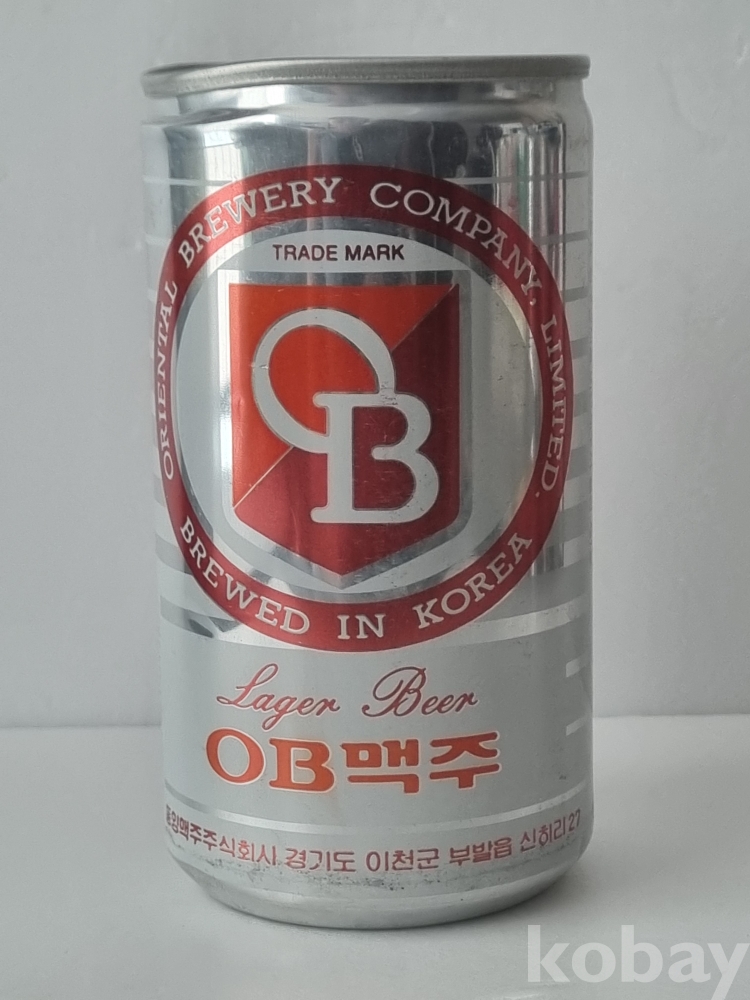 ORIENTAL BREWERY COMPANY, LIMITED.
TRADE MARK
OB
BREWED IN KOREA
Lager Beer
OB맥주
동양맥주주식회사 경기도 이천군 부발읍 신하리 27
kobay